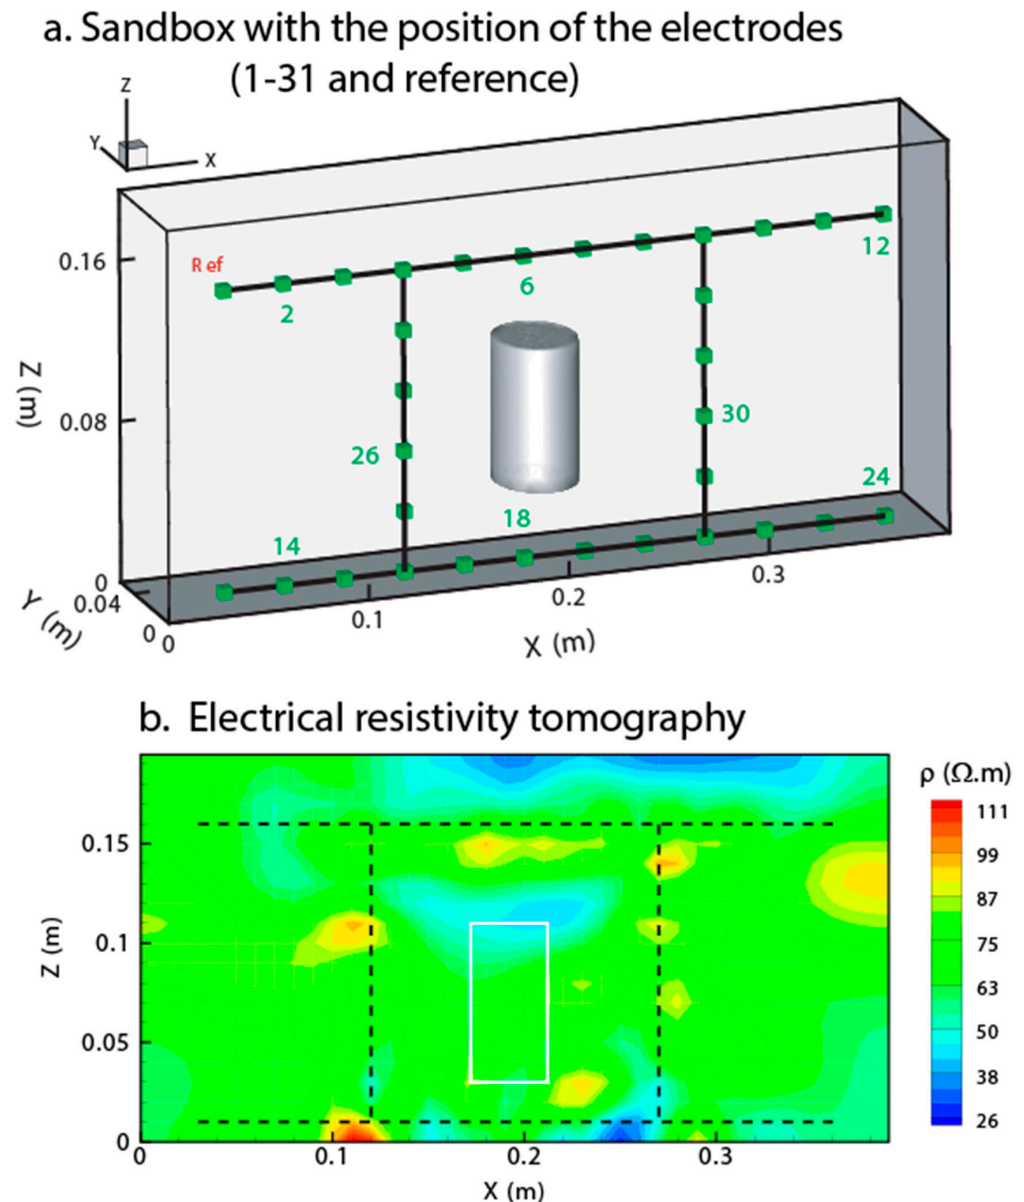 a. Sandbox with the position of the electrodes
(1-31 and reference)
Z
Y
X
Ref
0.16
2
6
12
Z (m)
0.08
26
30
18
24
14
0
0.04
Y (m)
0
0
0.1
0.2
0.3
X (m)
b. Electrical resistivity tomography
ρ (Ω.m)
111
99
87
75
63
50
38
26
0.15
0.1
0.05
0
Z (m)
0
0.1
0.2
0.3
X (m)